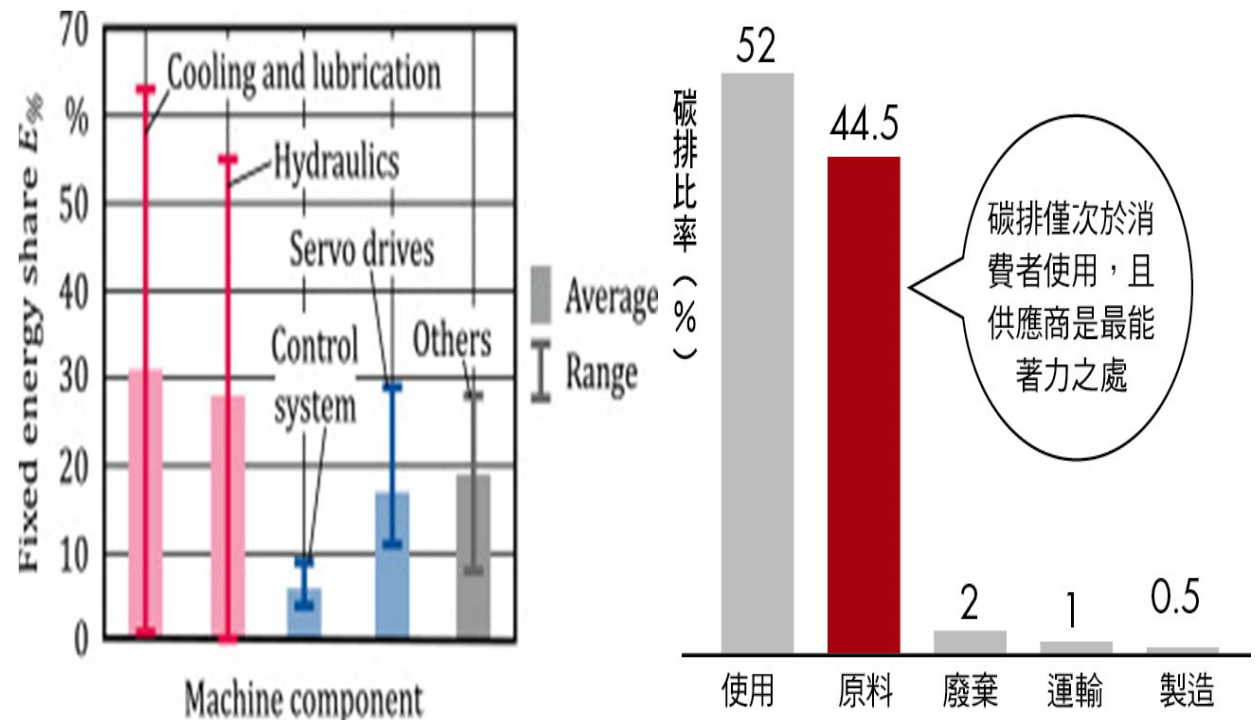 Fixed energy share E%
70
%
50
40
30
20
10
0
Cooling and lubrication
Hydraulics
Servo drives
Control
system
Others
Machine component
Average
Range
碳排比率（%）
52
44.5
2
1
0.5
碳排僅次於消
費者使用，且
供應商是最能
著力之處
使用
原料
廢棄
運輸
製造